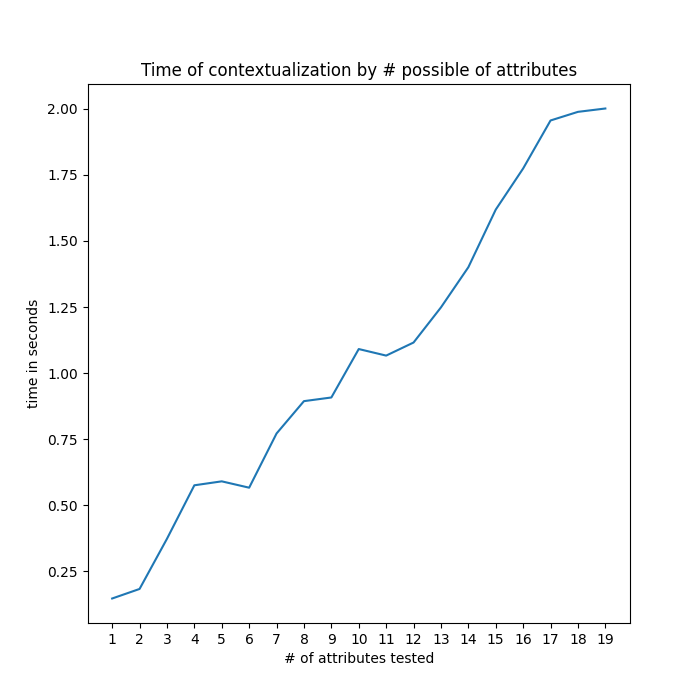 Time of contextualization by # possible of attributes
2.00
1.75
1.50
1.25
1.00
0.75
0.50
0.25
time in seconds
1 2 3 4 5 6 7 8 9 10 11 12 13 14 15 16 17 18 19
# of attributes tested